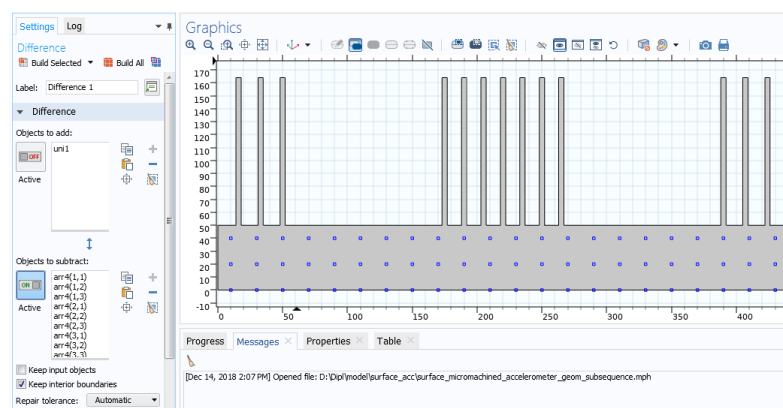 Settings Log
Difference
Build Selected Build All
Label: Difference 1
Difference
Objects to add:
OFF
Active
uni1
Objects to subtract:
ON
Active
arr4(1,1)
arr4(1,2)
arr4(1,3)
arr4(2,1)
arr4(2,2)
arr4(2,3)
arr4(3,1)
arr4(3,2)
arr4(3,3)
Keep input objects
Keep interior boundaries
Repair tolerance: Automatic
Graphics
170
160
150
140
130
120
110
100
90
80
70
60
50
40
30
20
10
0
-10
0 50 100 150 200 250 300 350 400
Progress Messages Properties Table
[Dec 14, 2018 2:07 PM] Opened file: D:\Dipl\model\surface_acc\surface_micromachined_accelerometer_geom_subsequence.mph